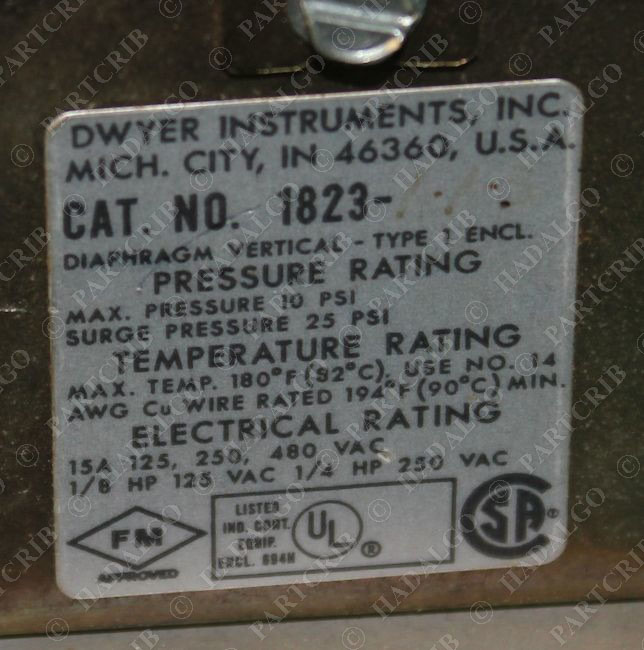 DWYER INSTRUMENTS, INC.
MICH. CITY, IN 46360, U.S.A.
CAT. NO. 1823-
DIAPHRAGM VERTICAL - TYPE 1 ENCL.
PRESSURE RATING
MAX. PRESSURE 10 PSI
SURGE PRESSURE 25 PSI
TEMPERATURE RATING
MAX. TEMP. 180°F (82°C). USE NO. 14
AWG Cu WIRE RATED 194°F (90°C) MIN.
ELECTRICAL RATING
15A 125, 250, 480 VAC
1/8 HP 125 VAC 1/4 HP 250 VAC
FM
APPROVED
LISTED
IND. CONT.
EQUIP.
ENCL. 694H
UL ®
SA ®
© PARTCRIB © HADALGO